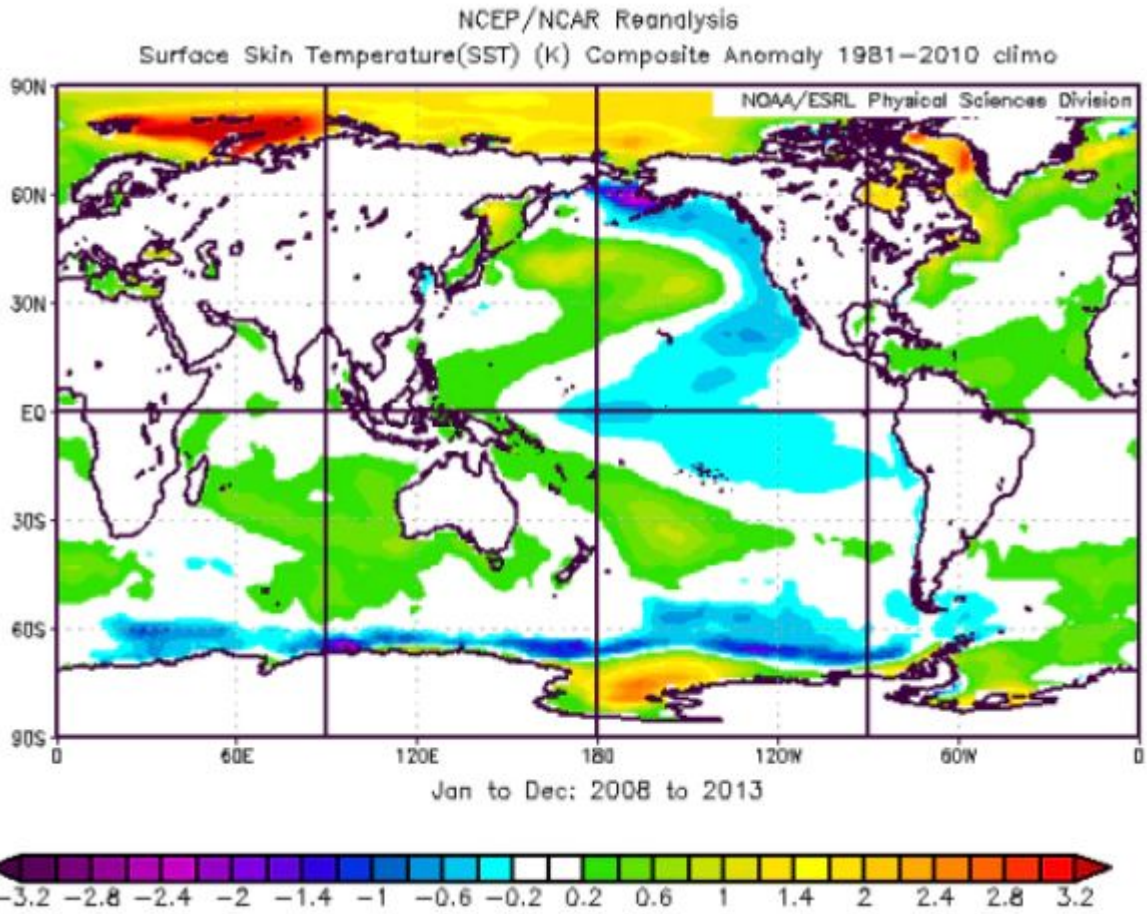 NCEP/NCAR Reanalysis
Surface Skin Temperature(SST) (K) Composite Anomaly 1981-2010 climo
90N
NOAA/ESRL Physical Sciences Division
60N
30N
EQ
30S
60S
90S
0 60E 120E 180 120W 60W 0
Jan to Dec: 2008 to 2013
-3.2 -2.8 -2.4 -2 -1.4 -1 -0.6 -0.2 0.2 0.6 1 1.4 2 2.4 2.8 3.2